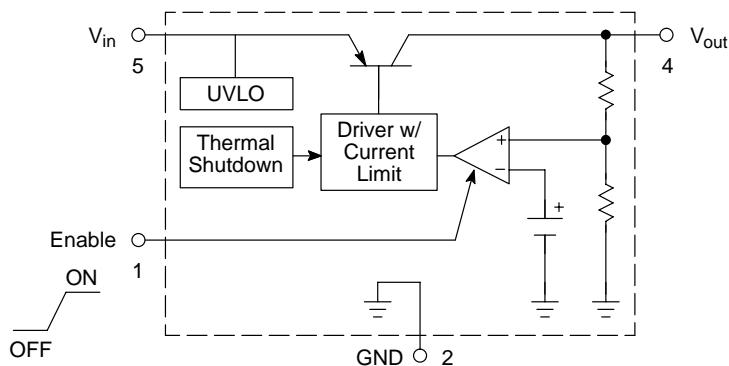 Vin
5
Vout
4
UVLO
Thermal
Shutdown
Driver w/
Current
Limit
+
−
+
Enable
1
ON
OFF
GND
2